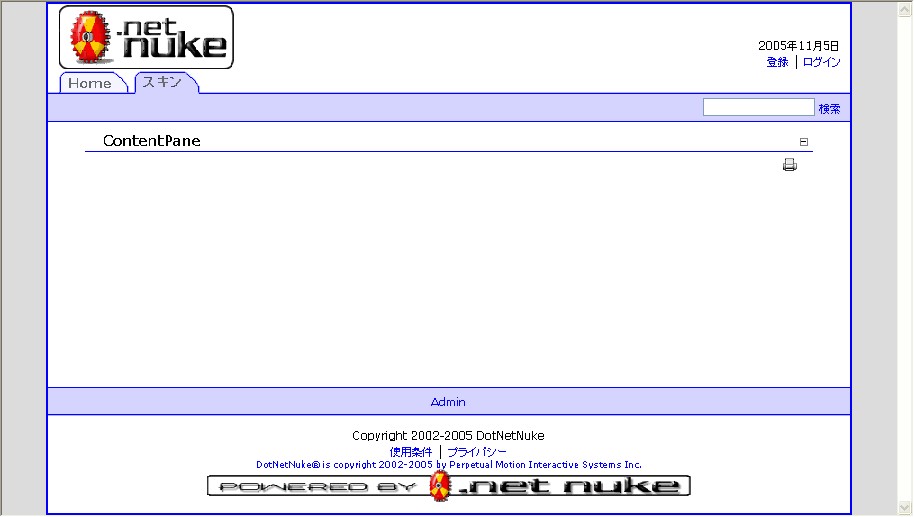 .net
nuke
2005年11月5日
登録 | ログイン
Home スキン
検索
ContentPane
Admin
Copyright 2002-2005 DotNetNuke
使用条件 | プライバシー
DotNetNuke® is copyright 2002-2005 by Perpetual Motion Interactive Systems Inc.
POWERED BY .net nuke